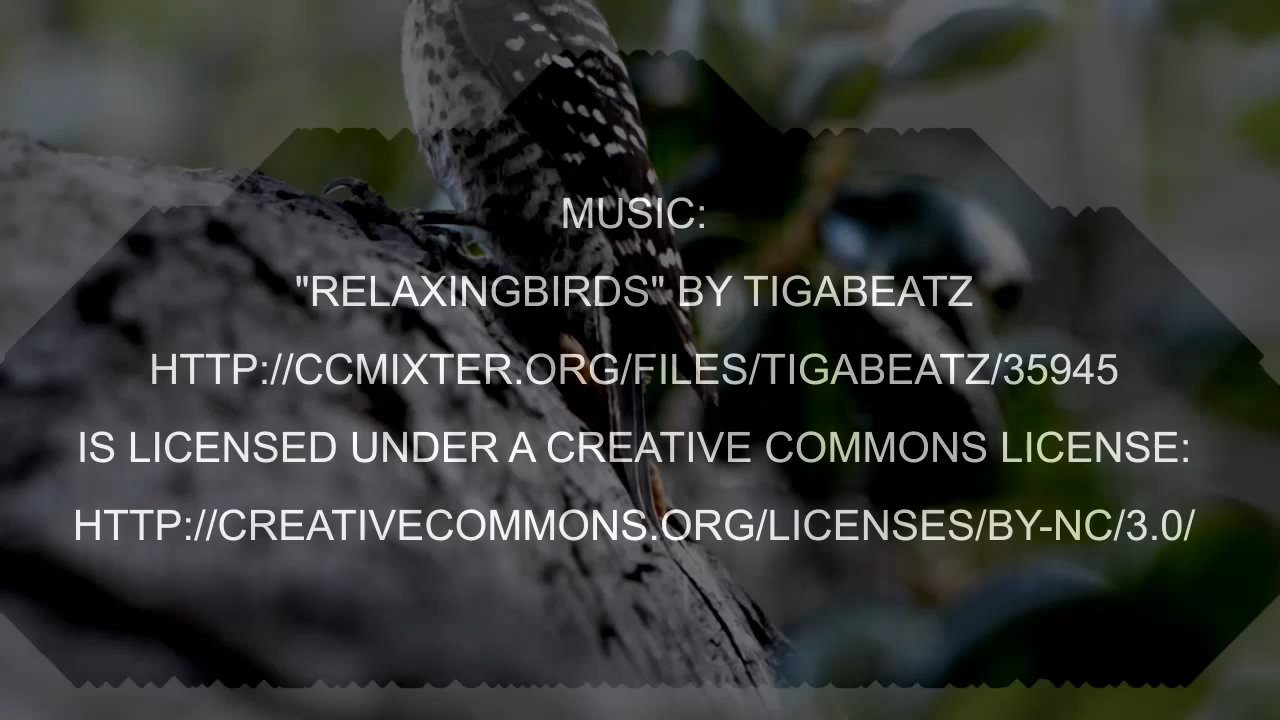 MUSIC:
"RELAXINGBIRDS" BY TIGABEATZ
HTTP://CCMIXTER.ORG/FILES/TIGABEATZ/35945
IS LICENSED UNDER A CREATIVE COMMONS LICENSE:
HTTP://CREATIVECOMMONS.ORG/LICENSES/BY-NC/3.0/